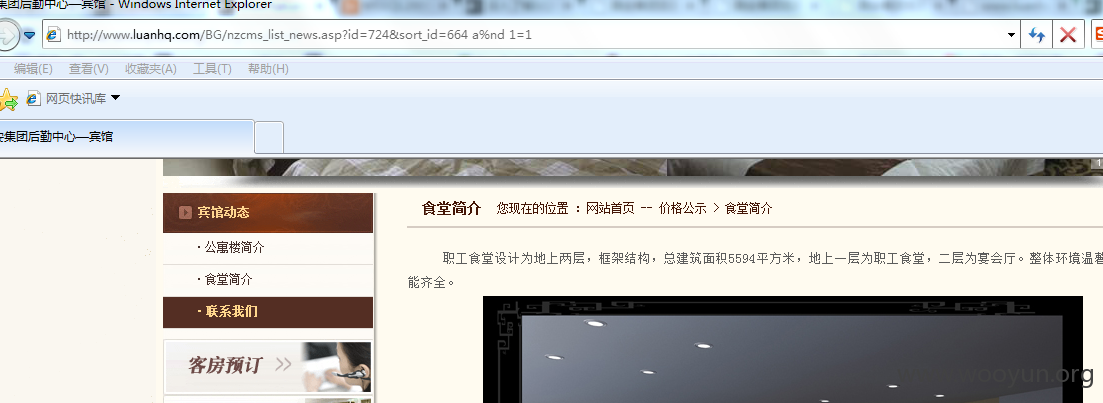 集团后勤中心—宾馆 - Windows Internet Explorer
http://www.luanhq.com/BG/nzcms_list_news.asp?id=724&sort_id=664 a%nd 1=1
编辑(E) 查看(V) 收藏夹(A) 工具(T) 帮助(H)
网页快讯库
集团后勤中心—宾馆
宾馆动态
食堂简介 您现在的位置 : 网站首页 -- 价格公示 > 食堂简介
· 公寓楼简介
职工食堂设计为地上两层，框架结构，总建筑面积5594平方米，地上一层为职工食堂，二层为宴会厅。整体环境温馨
· 食堂简介
能齐全。
· 联系我们
客房预订 >>
wooyun.org